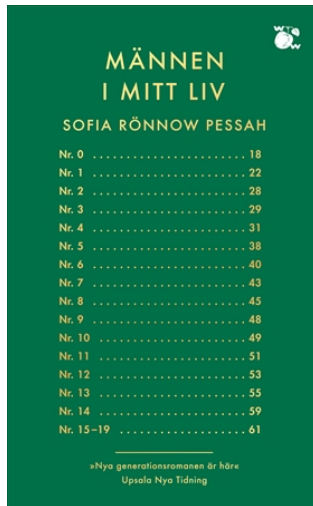 WTOW
MÄNNEN
I MITT LIV
SOFIA RÖNNOW PESSAH
Nr. 0 ........................ 18
Nr. 1 ........................ 22
Nr. 2 ........................ 28
Nr. 3 ........................ 29
Nr. 4 ........................ 31
Nr. 5 ........................ 38
Nr. 6 ........................ 40
Nr. 7 ........................ 43
Nr. 8 ........................ 45
Nr. 9 ........................ 48
Nr. 10 ....................... 49
Nr. 11 ....................... 51
Nr. 12 ....................... 53
Nr. 13 ....................... 55
Nr. 14 ....................... 59
Nr. 15–19 ................... 61
»Nya generationsromanen är här«
Upsala Nya Tidning